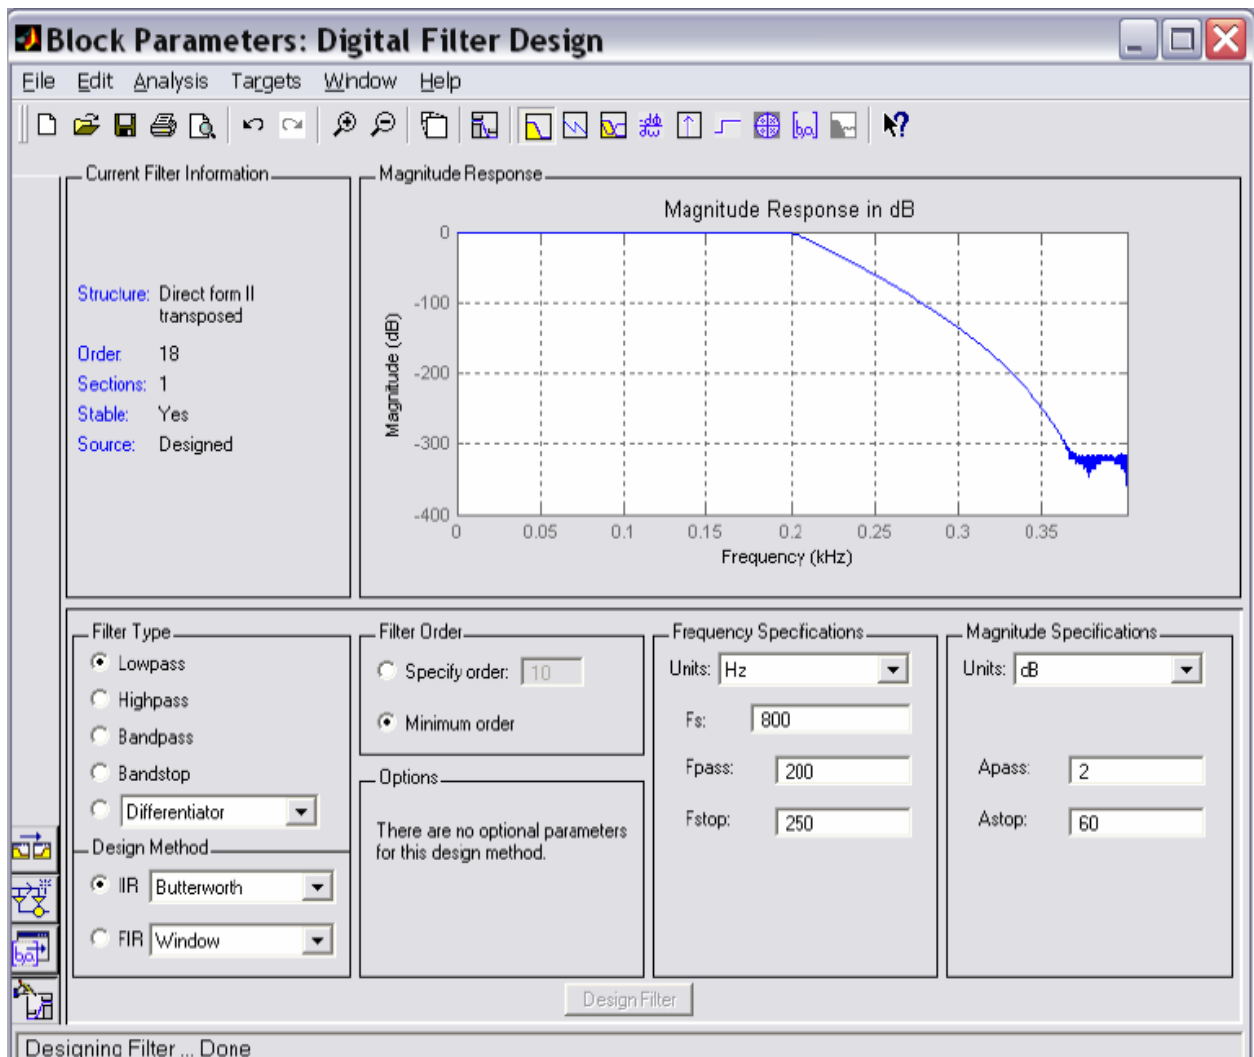 Block Parameters: Digital Filter Design
File Edit Analysis Targets Window Help
Current Filter Information
Structure: Direct form II
transposed
Order: 18
Sections: 1
Stable: Yes
Source: Designed
Magnitude Response
Magnitude Response in dB
Magnitude (dB)
0
-100
-200
-300
-400
0 0.05 0.1 0.15 0.2 0.25 0.3 0.35
Frequency (kHz)
Filter Type
Lowpass
Highpass
Bandpass
Bandstop
Differentiator
Design Method
IIR Butterworth
FIR Window
Filter Order
Specify order: 10
Minimum order
Options
There are no optional parameters
for this design method.
Frequency Specifications
Units: Hz
Fs: 800
Fpass: 200
Fstop: 250
Magnitude Specifications
Units: dB
Apass: 2
Astop: 60
Design Filter
Designing Filter ... Done